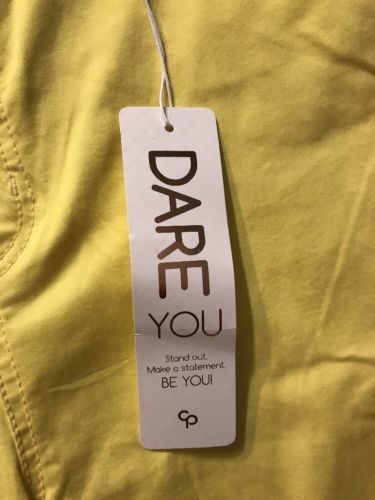 DARE
YOU
Stand out.
Make a statement.
BE YOU!
cp